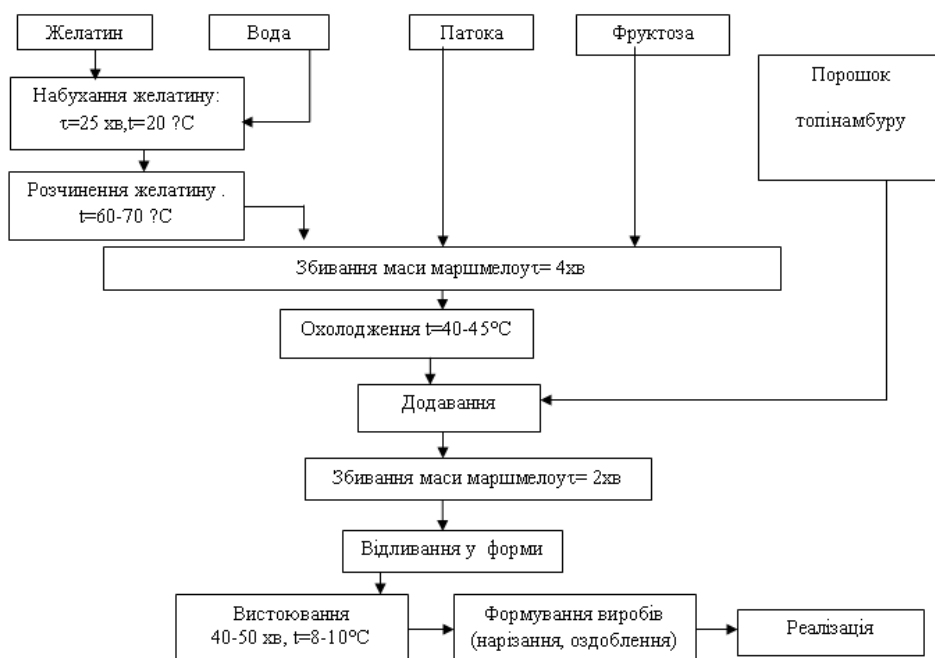 Желатин
Вода
Патока
Фруктоза
Порошок
топінамбуру
Набухання желатину:
τ=25 хв,t=20 ?С
Розчинення желатину .
t=60-70 ?С
Збивання маси маршмелоуτ= 4хв
Охолодження t=40-45°С
Додавання
Збивання маси маршмелоуτ= 2хв
Відливання у форми
Вистоювання
40-50 хв, t=8-10°С
Формування виробів
(нарізання, оздоблення)
Реалізація